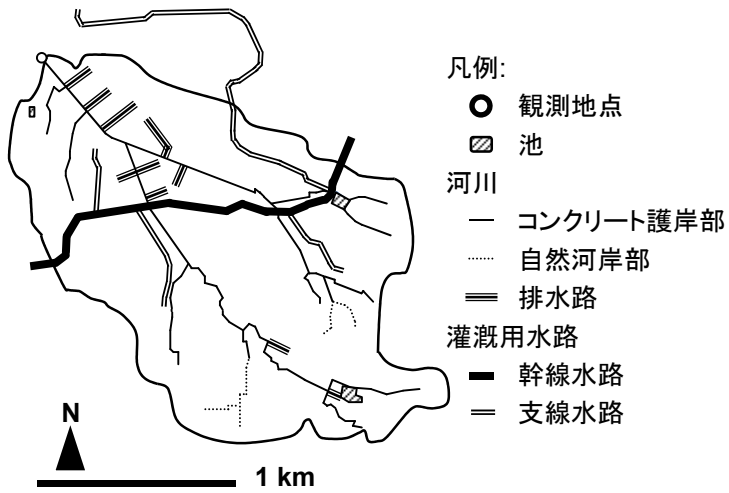 凡例:
観測地点
池
河川
コンクリート護岸部
自然河岸部
排水路
灌漑用水路
幹線水路
支線水路
N
1 km